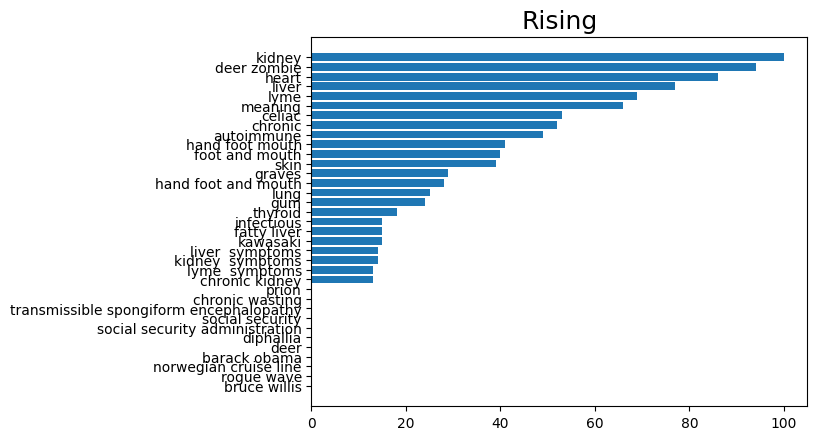 Rising
kidney
deer zombie
heart
liver
lyme
meaning
celiac
chronic
autoimmune
hand foot mouth
foot and mouth
skin
graves
hand foot and mouth
lung
gum
thyroid
infectious
fatty liver
kawasaki
liver  symptoms
kidney  symptoms
lyme  symptoms
chronic kidney
prion
chronic wasting
transmissible spongiform encephalopathy
social security
social security administration
diphallia
deer
barack obama
norwegian cruise line
rogue wave
bruce willis
0 20 40 60 80 100